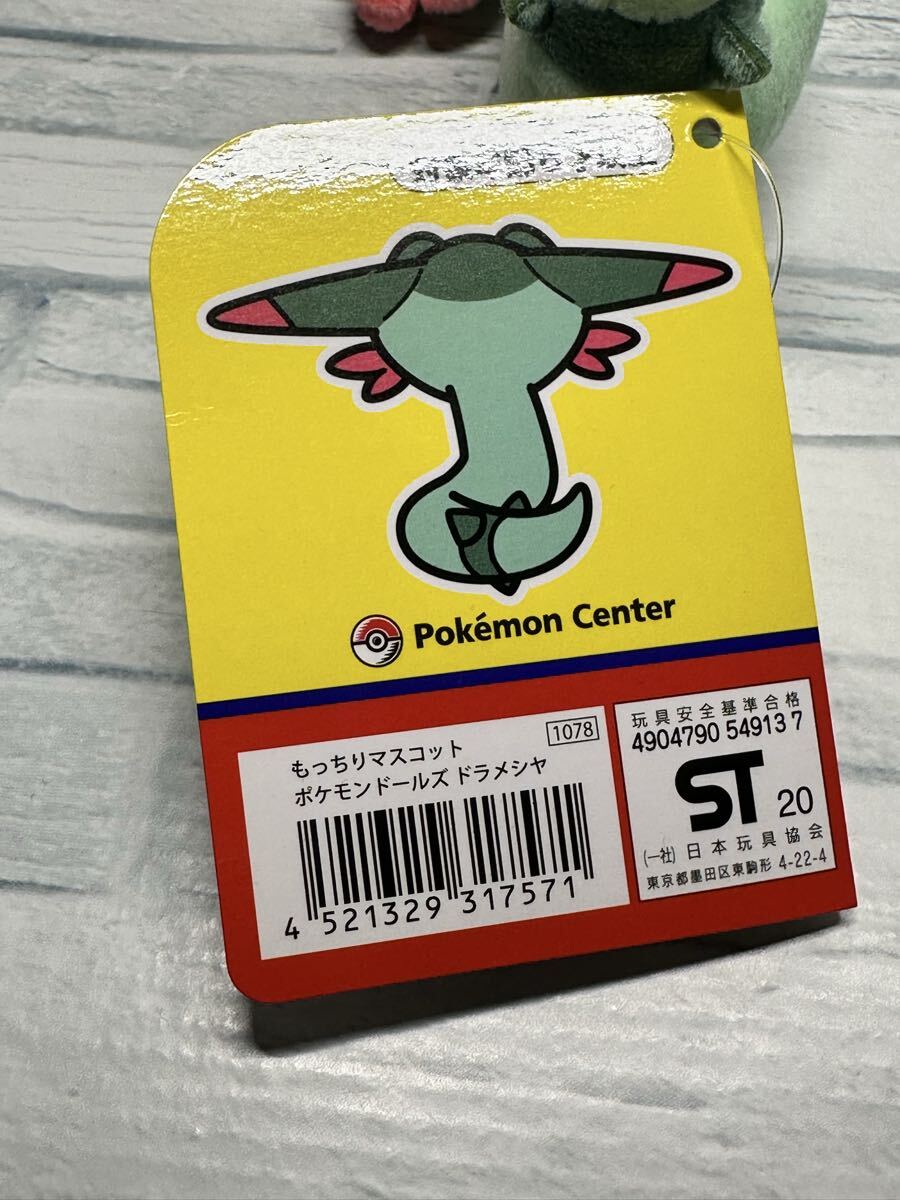 Pokémon Center
もっちりマスコット
1078
ポケモンドールズ ドラメシヤ
4 521329 317571
玩具安全基準合格
4904790 54913 7
ST 20
(一社) 日本玩具協会
東京都墨田区東駒形 4-22-4